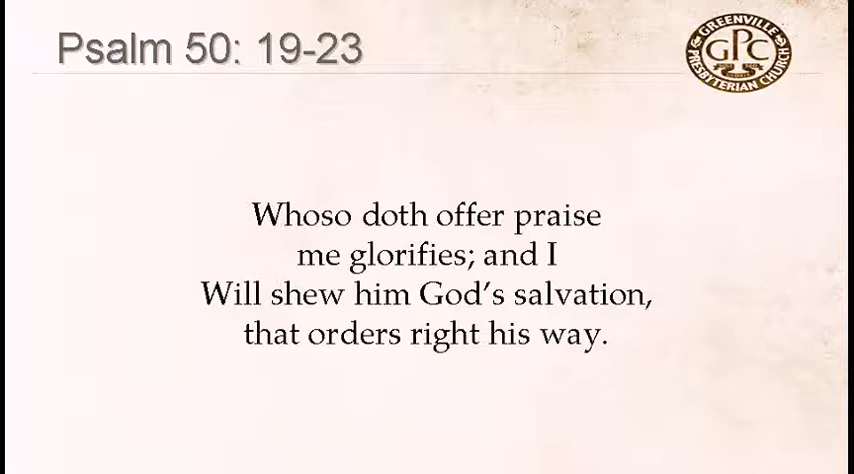 Psalm 50: 19-23
GREENVILLE
GPC
PRESBYTERIAN CHURCH
Whoso doth offer praise
me glorifies; and I
Will shew him God's salvation,
that orders right his way.